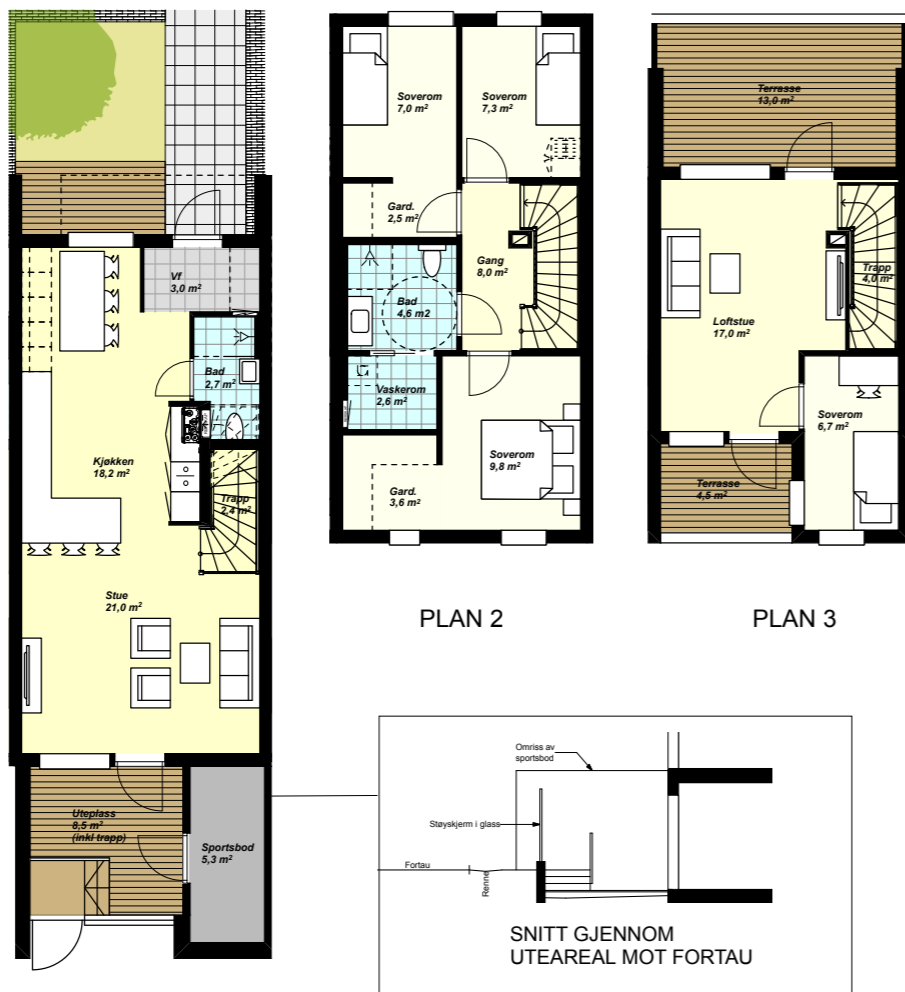 Vf
3,0 m²
Bad
2,7 m²
Kjøkken
18,2 m²
Trapp
2,4 m²
Stue
21,0 m²
Uteplass
8,5 m²
(inkl trapp)
Sportsbod
5,3 m²
Soverom
7,0 m²
Soverom
7,3 m²
Gard.
2,5 m²
Gang
8,0 m²
Bad
4,6 m2
Vaskerom
2,6 m²
Soverom
9,8 m²
Gard.
3,6 m²
PLAN 2
Terrasse
13,0 m²
Trapp
4,0 m²
Loftstue
17,0 m²
Soverom
6,7 m²
Terrasse
4,5 m²
PLAN 3
Omriss av
sportsbod
Støyskjerm i glass
Fortau
Renne
SNITT GJENNOM
UTEAREAL MOT FORTAU